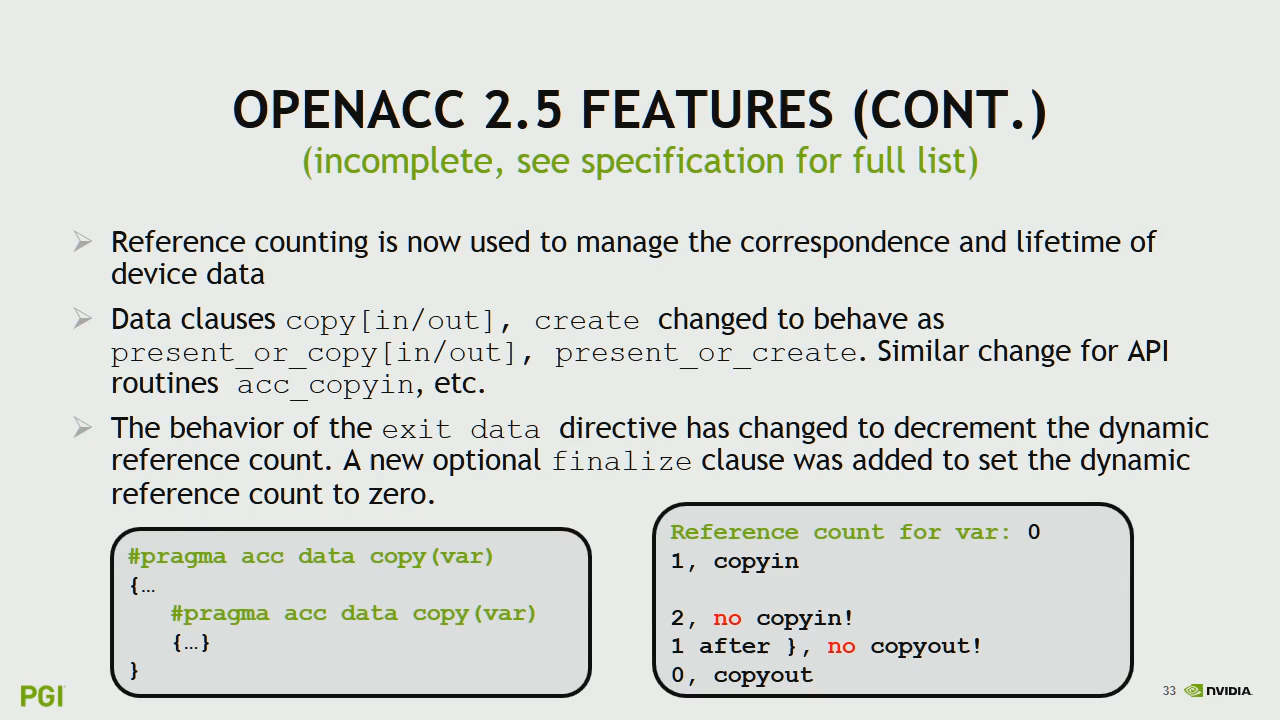 OPENACC 2.5 FEATURES (CONT.)
(incomplete, see specification for full list)
Reference counting is now used to manage the correspondence and lifetime of
device data
Data clauses copy[in/out], create changed to behave as
present_or_copy[in/out], present_or_create. Similar change for API
routines acc_copyin, etc.
The behavior of the exit data directive has changed to decrement the dynamic
reference count. A new optional finalize clause was added to set the dynamic
reference count to zero.
#pragma acc data copy(var)
{…
#pragma acc data copy(var)
{…}
}
Reference count for var: 0
1, copyin
2, no copyin!
1 after }, no copyout!
0, copyout
PGI
33
NVIDIA